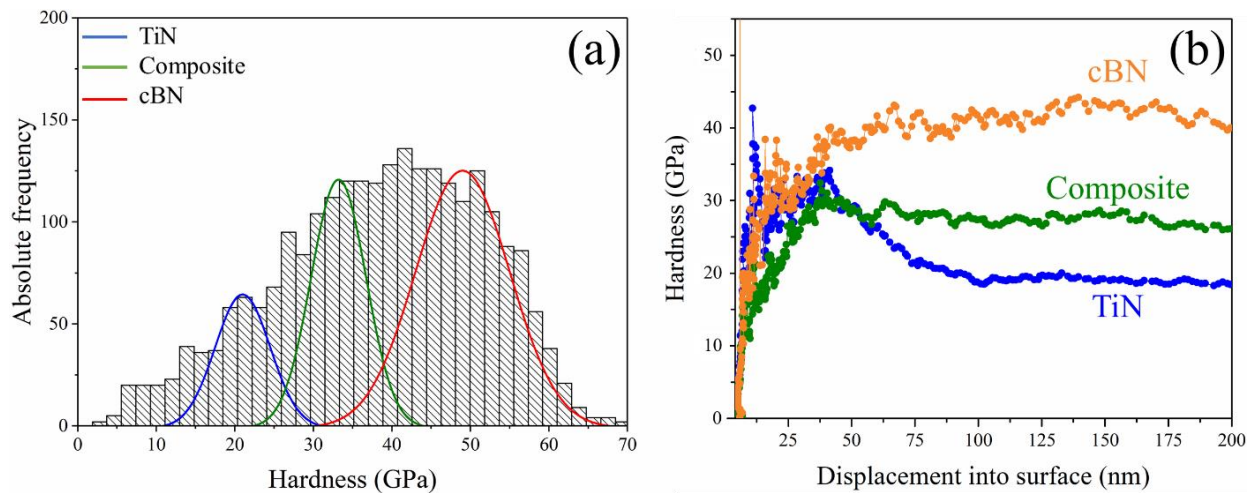 (a)
TiN
Composite
cBN
Absolute frequency
200
150
100
50
0
0 10 20 30 40 50 60 70
Hardness (GPa)
(b)
cBN
Composite
TiN
Hardness (GPa)
50
40
30
20
10
0
25 50 75 100 125 150 175 200
Displacement into surface (nm)